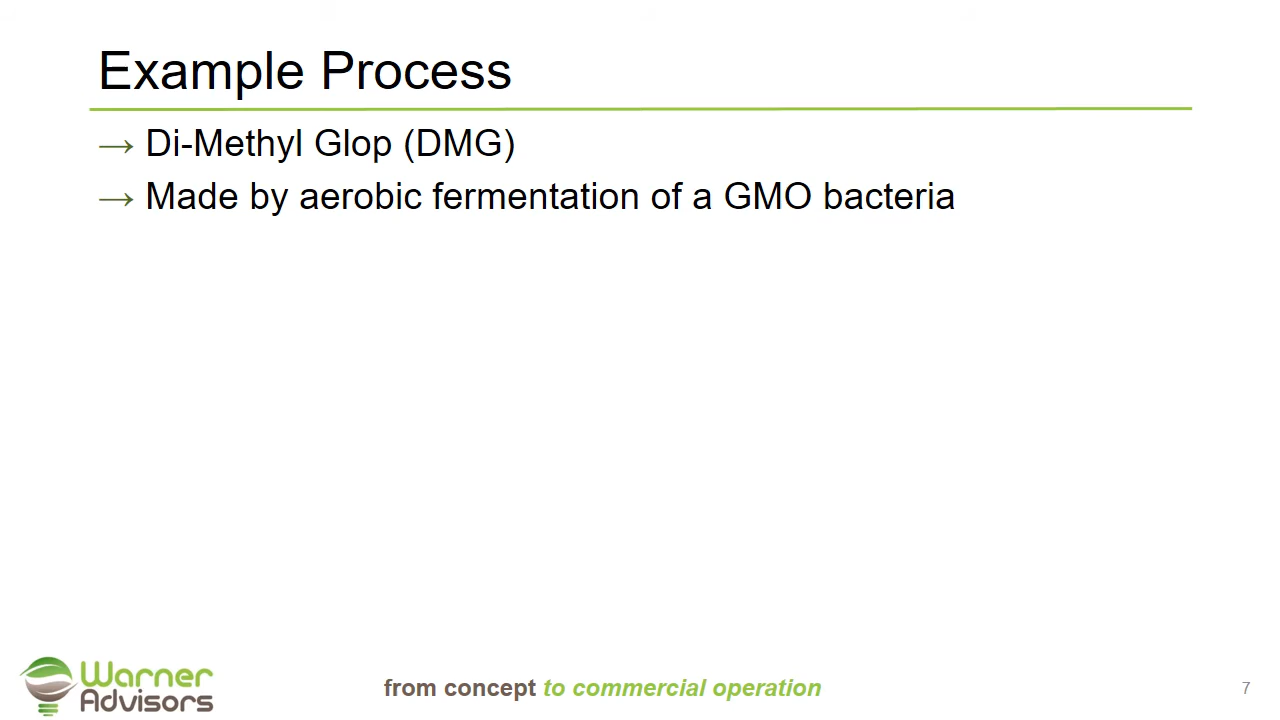 Example Process
→ Di-Methyl Glop (DMG)
→ Made by aerobic fermentation of a GMO bacteria
Warner
Advisors
from concept to commercial operation
7